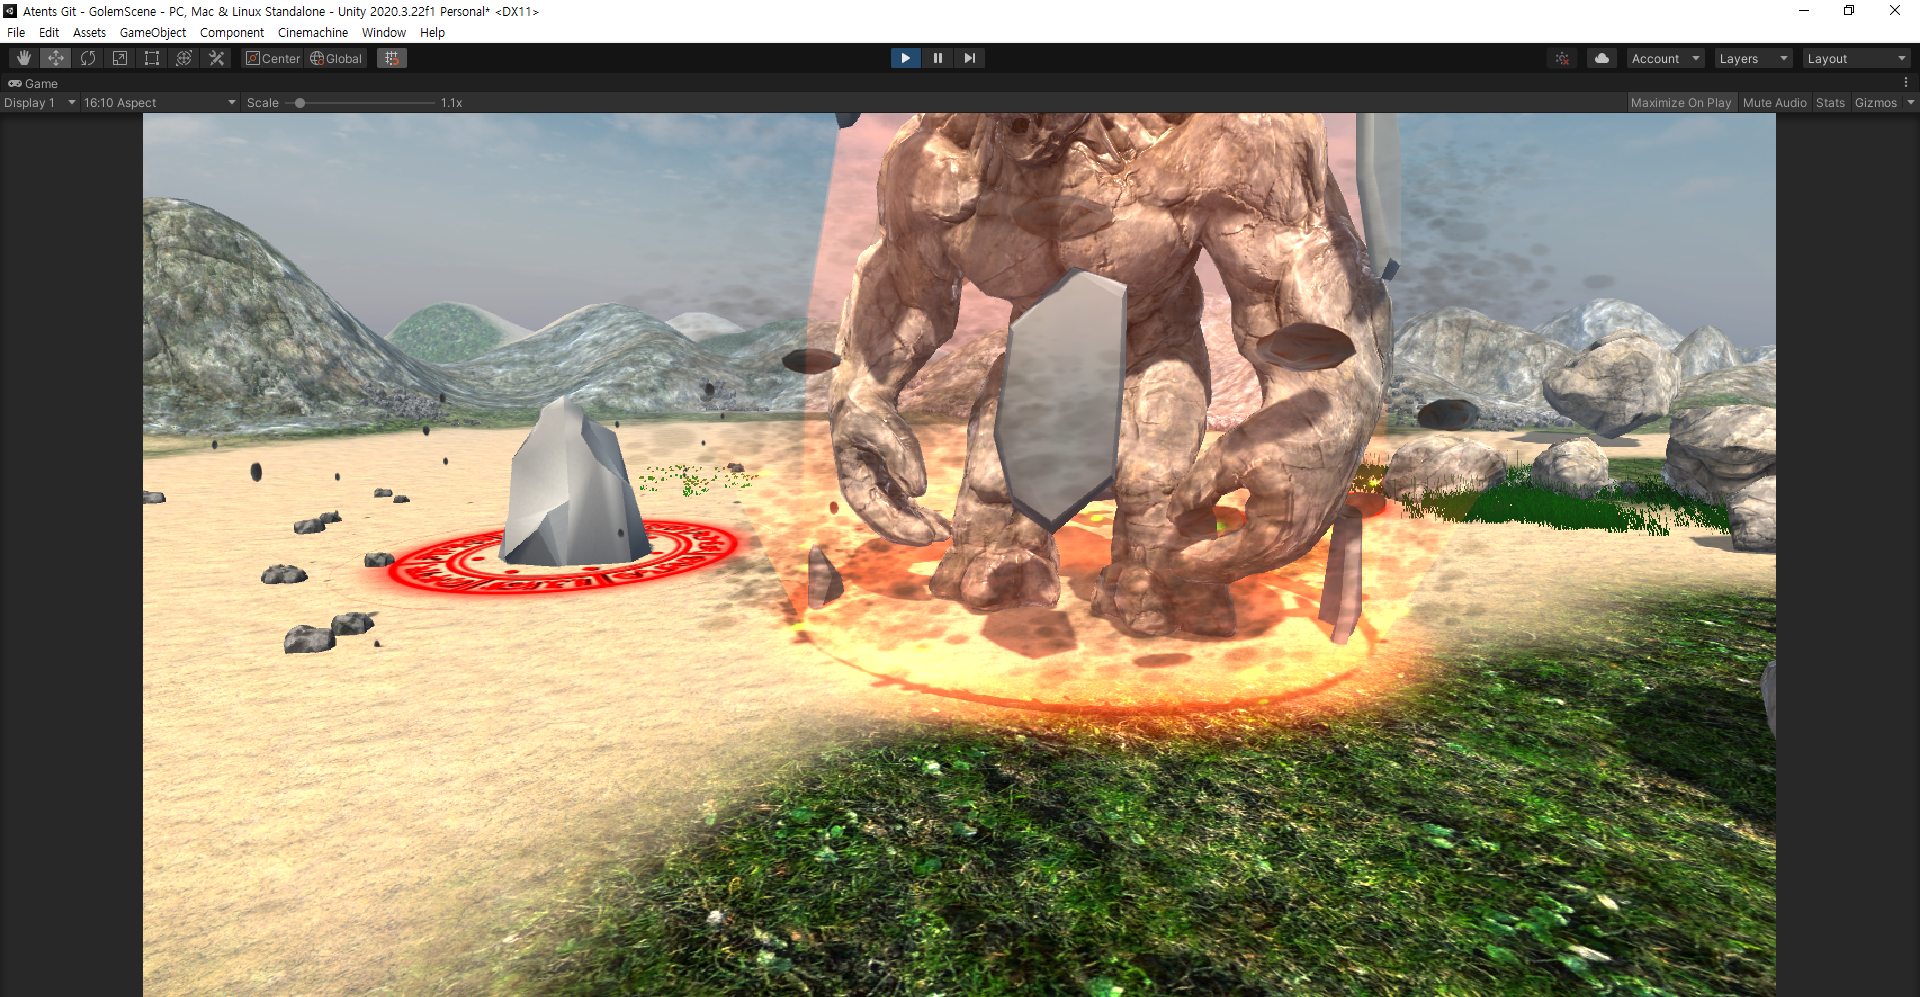 Atents Git - GolemScene - PC, Mac & Linux Standalone - Unity 2020.3.22f1 Personal* <DX11>
File Edit Assets GameObject Component Cinemachine Window Help
Center Global Account Layers Layout
Game
Display 1 16:10 Aspect Scale 1.1x Maximize On Play Mute Audio Stats Gizmos